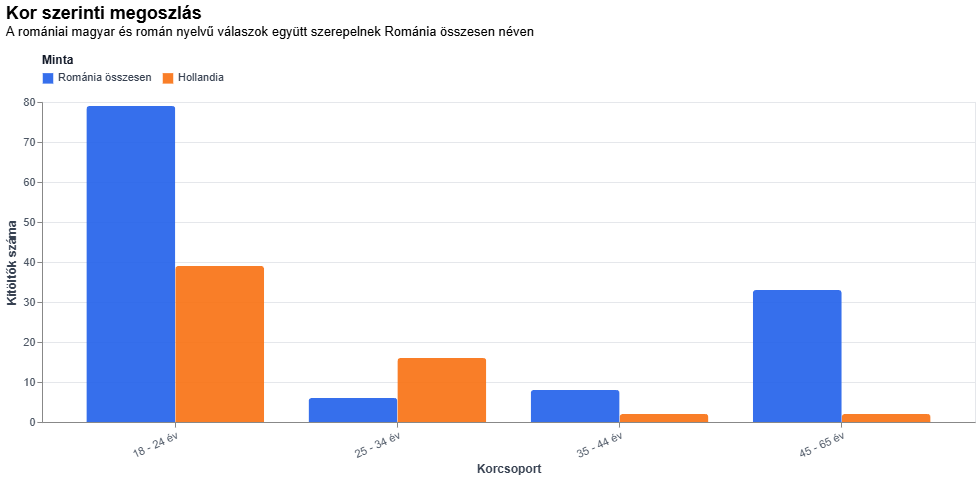 Kor szerinti megoszlás
A romániai magyar és román nyelvű válaszok együtt szerepelnek Románia összesen néven
Minta
Románia összesen Hollandia
80
70
60
50
40
30
20
10
0
Kitöltők száma
18 - 24 év
25 - 34 év
35 - 44 év
45 - 65 év
Korcsoport